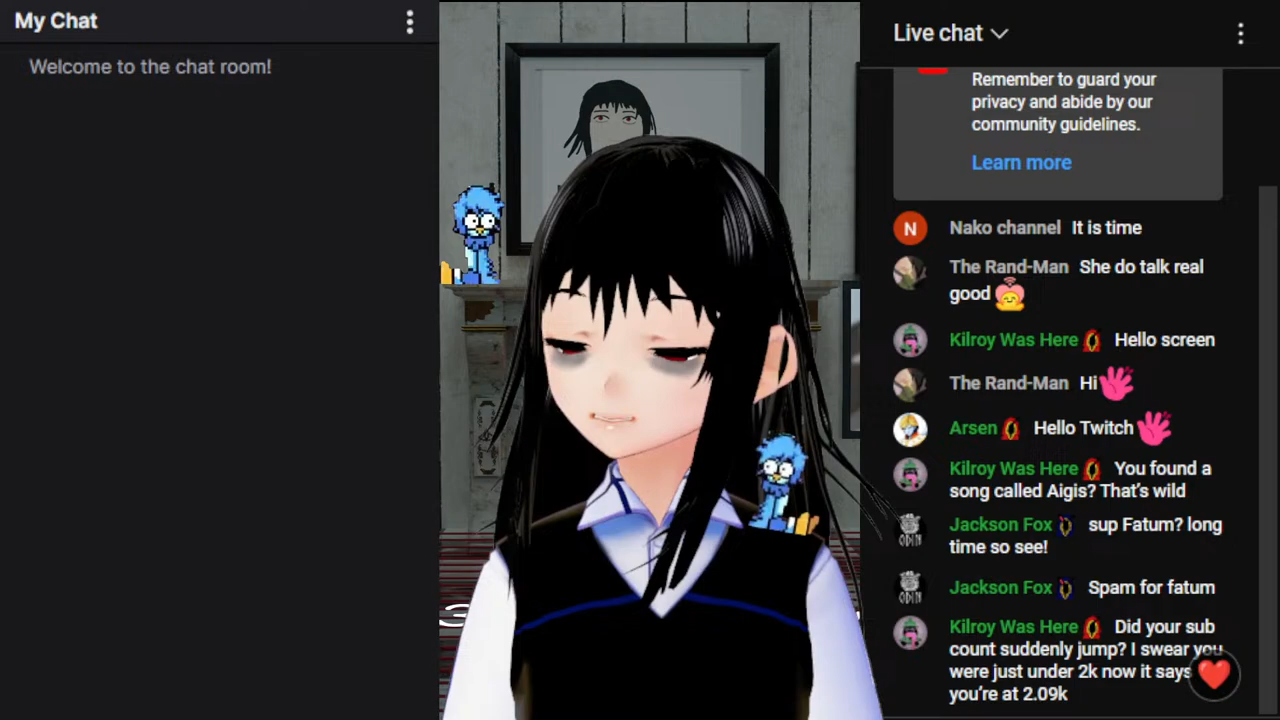 My Chat
Welcome to the chat room!
Live chat
Remember to guard your
privacy and abide by our
community guidelines.
Learn more
N Nako channel It is time
The Rand-Man She do talk real
good
Kilroy Was Here Hello screen
The Rand-Man Hi
Arsen Hello Twitch
Kilroy Was Here You found a
song called Aigis? That's wild
Jackson Fox sup Fatum? long
time so see!
ODIN
Jackson Fox Spam for fatum
ODIN
Kilroy Was Here Did your sub
count suddenly jump? I swear you
were just under 2k now it says
you're at 2.09k